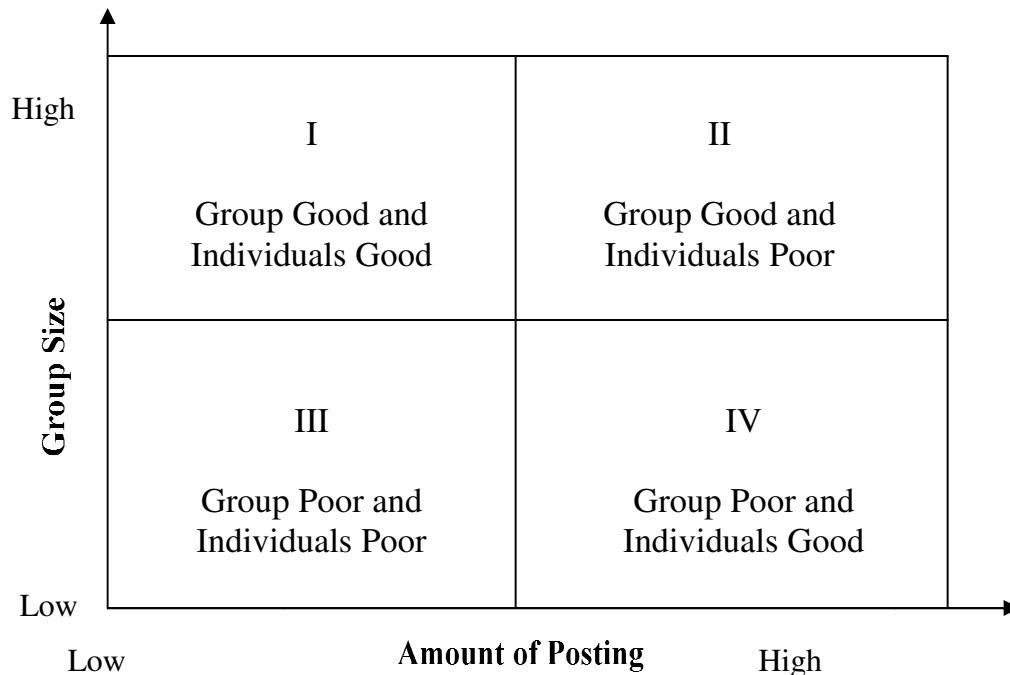 High
I
II
Group Good and
Individuals Good
Group Good and
Individuals Poor
Group Size
III
IV
Group Poor and
Individuals Poor
Group Poor and
Individuals Good
Low
Low
Amount of Posting
High